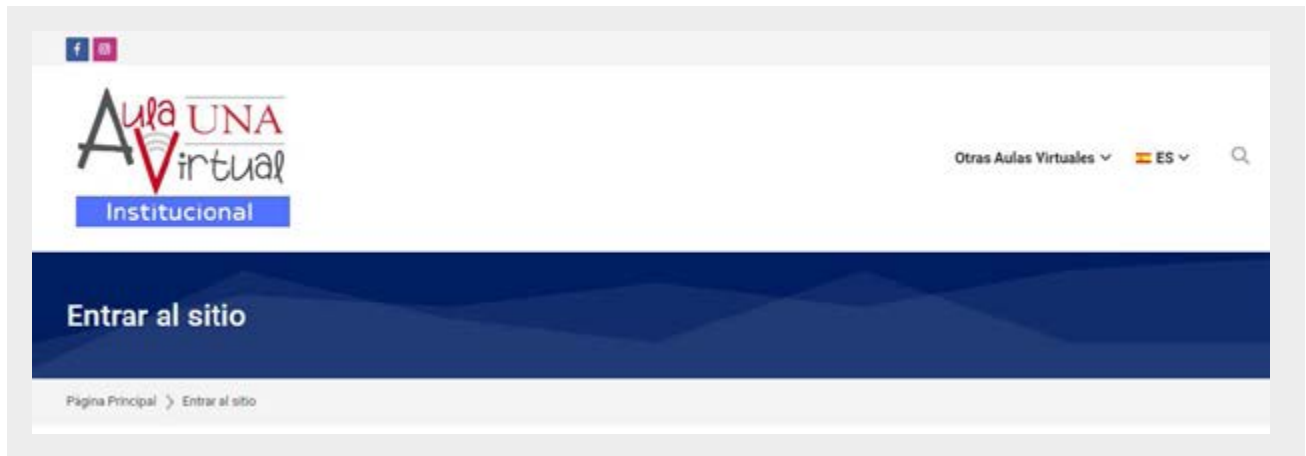 Aula UNA
Virtual
Institucional
Otras Aulas Virtuales ES
Entrar al sitio
Página Principal Entrar al sitio